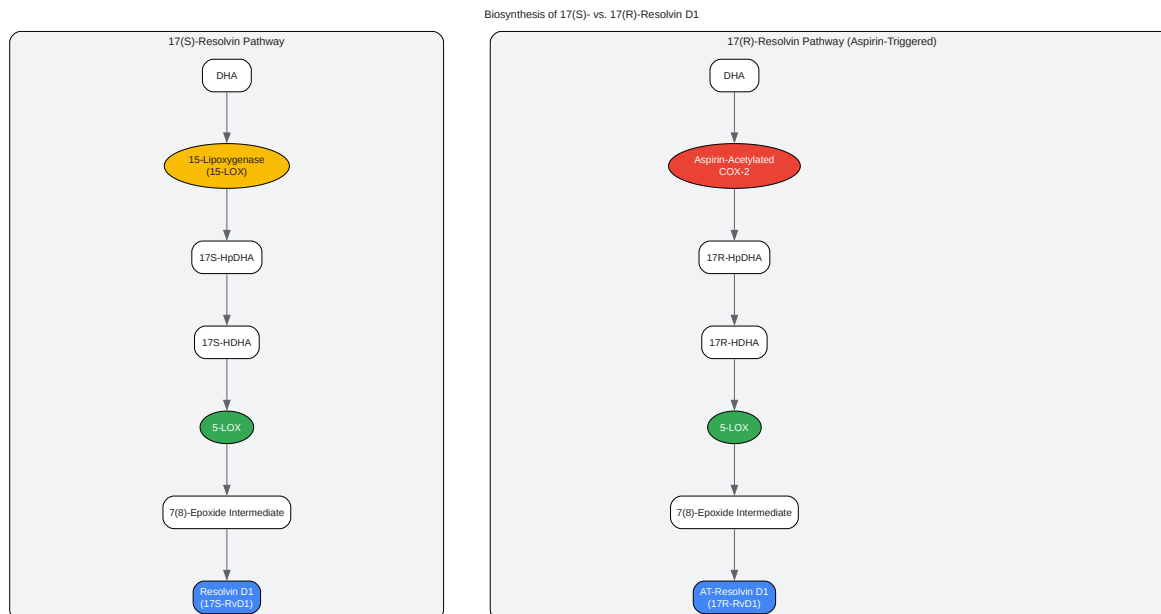 Biosynthesis of 17(S)- vs. 17(R)-Resolvin D1
17(S)-Resolvin Pathway
DHA
15-Lipoxygenase
(15-LOX)
17S-HpDHA
17S-HDHA
5-LOX
7(8)-Epoxide Intermediate
Resolvin D1
(17S-RvD1)
17(R)-Resolvin Pathway (Aspirin-Triggered)
DHA
Aspirin-Acetylated
COX-2
17R-HpDHA
17R-HDHA
5-LOX
7(8)-Epoxide Intermediate
AT-Resolvin D1
(17R-RvD1)